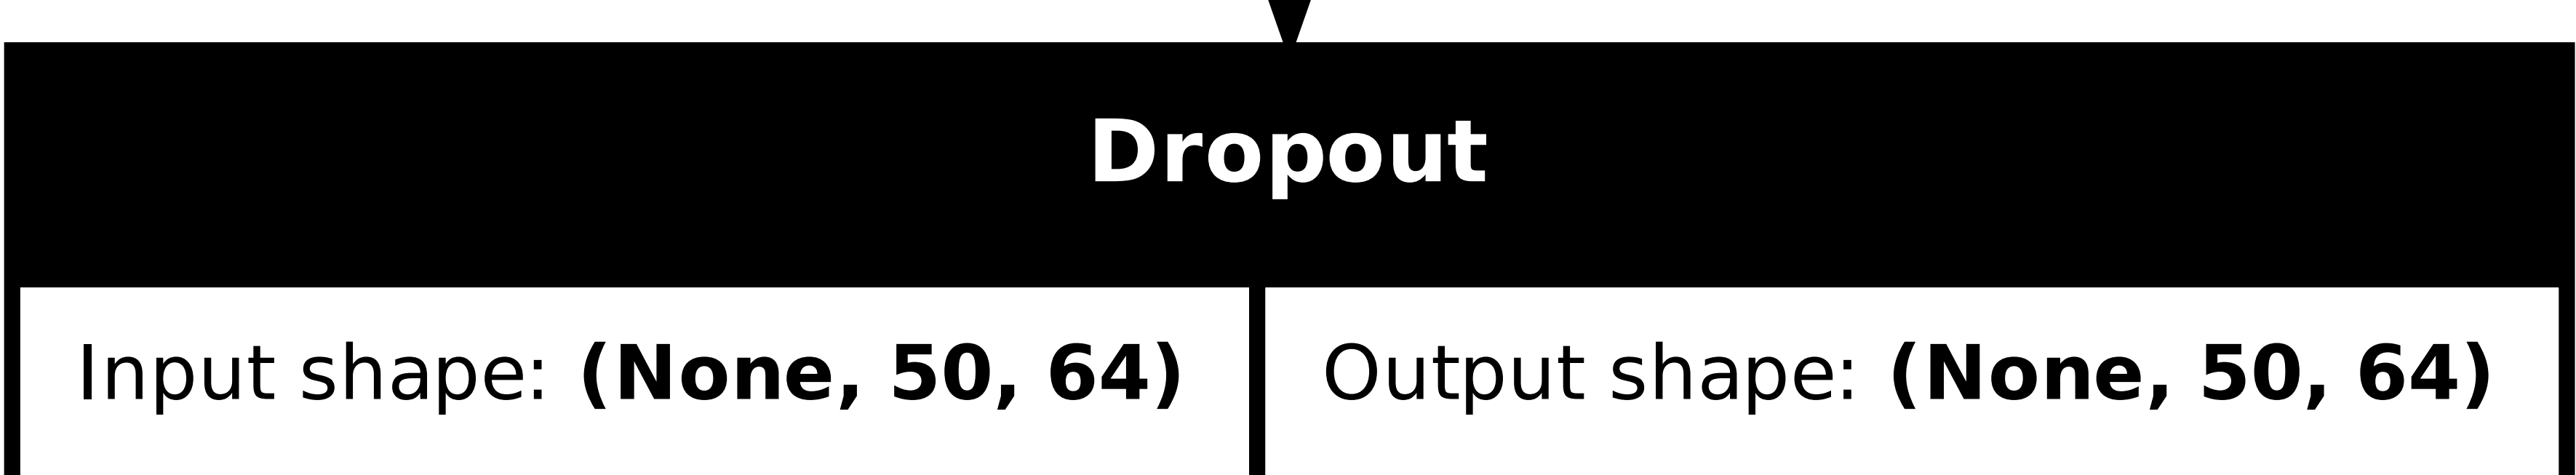 Dropout
Input shape: (None, 50, 64) Output shape: (None, 50, 64)